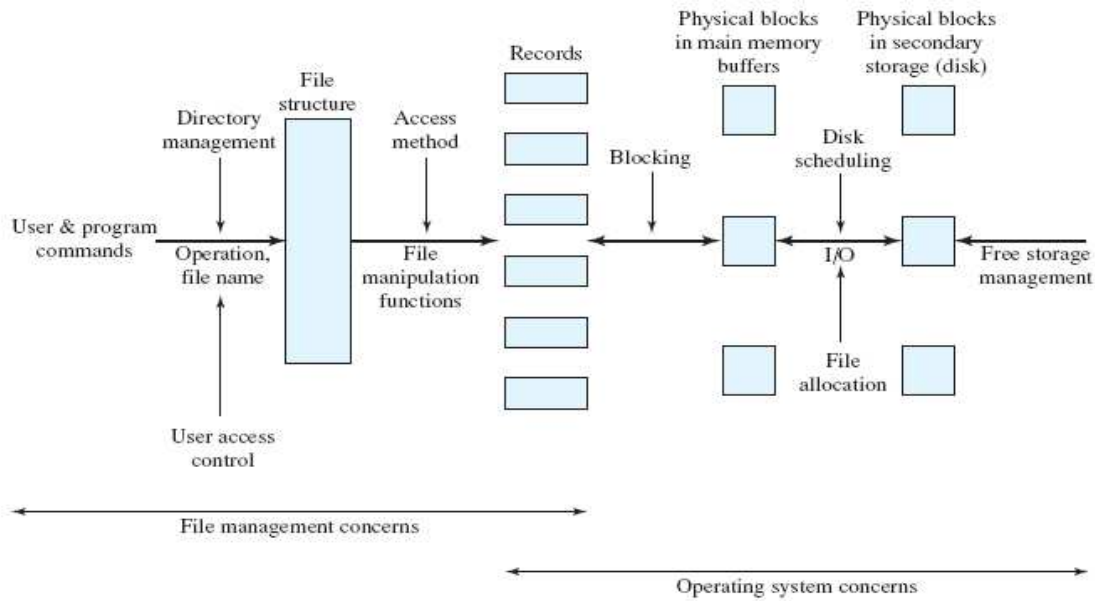 Physical blocks
in main memory
buffers
Physical blocks
in secondary
storage (disk)
Records
File
structure
Directory
management
Access
method
Blocking
Disk
scheduling
User & program
commands
Operation,
file name
File
manipulation
functions
I/O
Free storage
management
File
allocation
User access
control
File management concerns
Operating system concerns